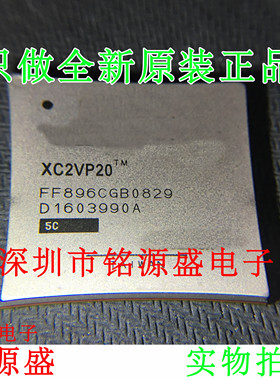 只做全新原装正品
XC2VP20™
FF896CGB0829
D1603990A
5C
深圳市铭源盛电子
电子
源盛
实物拍